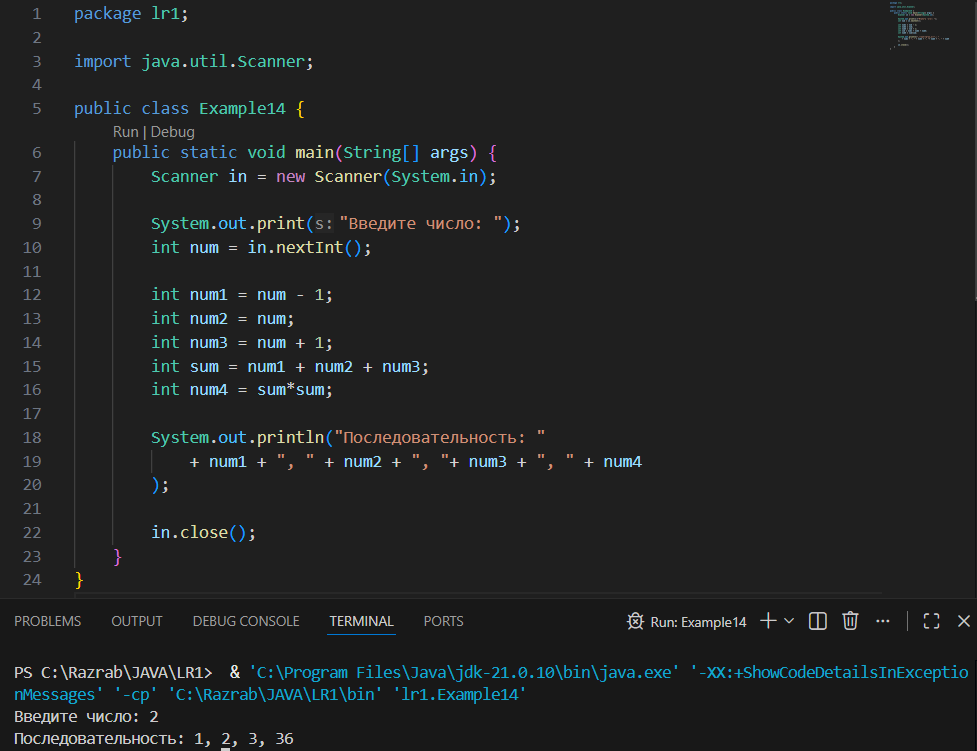 1 package lr1;
2
3 import java.util.Scanner;
4
5 public class Example14 {
Run | Debug
6 public static void main(String[] args) {
7 Scanner in = new Scanner(System.in);
8
9 System.out.print(s: "Введите число: ");
10 int num = in.nextInt();
11
12 int num1 = num - 1;
13 int num2 = num;
14 int num3 = num + 1;
15 int sum = num1 + num2 + num3;
16 int num4 = sum*sum;
17
18 System.out.println("Последовательность: "
19 + num1 + ", " + num2 + ", "+ num3 + ", " + num4
20 );
21
22 in.close();
23 }
24 }
PROBLEMS OUTPUT DEBUG CONSOLE TERMINAL PORTS Run: Example14
PS C:\Razrab\JAVA\LR1> & 'C:\Program Files\Java\jdk-21.0.10\bin\java.exe' '-XX:+ShowCodeDetailsInExceptio
nMessages' '-cp' 'C:\Razrab\JAVA\LR1\bin' 'lr1.Example14'
Введите число: 2
Последовательность: 1, 2, 3, 36